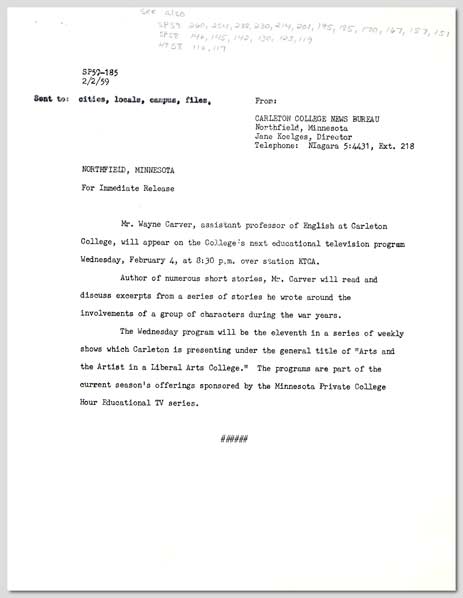 see also
SP59 260, 254, 238, 230, 214, 201, 195, 185, 170, 167, 157, 151
SP58 146, 145, 142, 130, 123, 119
HT58 116, 117
SP59-185
2/2/59
Sent to: cities, locals, campus, files,
From:
CARLETON COLLEGE NEWS BUREAU
Northfield, Minnesota
Jane Koelges, Director
Telephone: NIagara 5:4431, Ext. 218
NORTHFIELD, MINNESOTA
For Immediate Release
Mr. Wayne Carver, assistant professor of English at Carleton
College, will appear on the College's next educational television program
Wednesday, February 4, at 8:30 p.m. over station KTCA.
Author of numerous short stories, Mr. Carver will read and
discuss excerpts from a series of stories he wrote around the
involvements of a group of characters during the war years.
The Wednesday program will be the eleventh in a series of weekly
shows which Carleton is presenting under the general title of "Arts and
the Artist in a Liberal Arts College." The programs are part of the
current season's offerings sponsored by the Minnesota Private College
Hour Educational TV series.
######